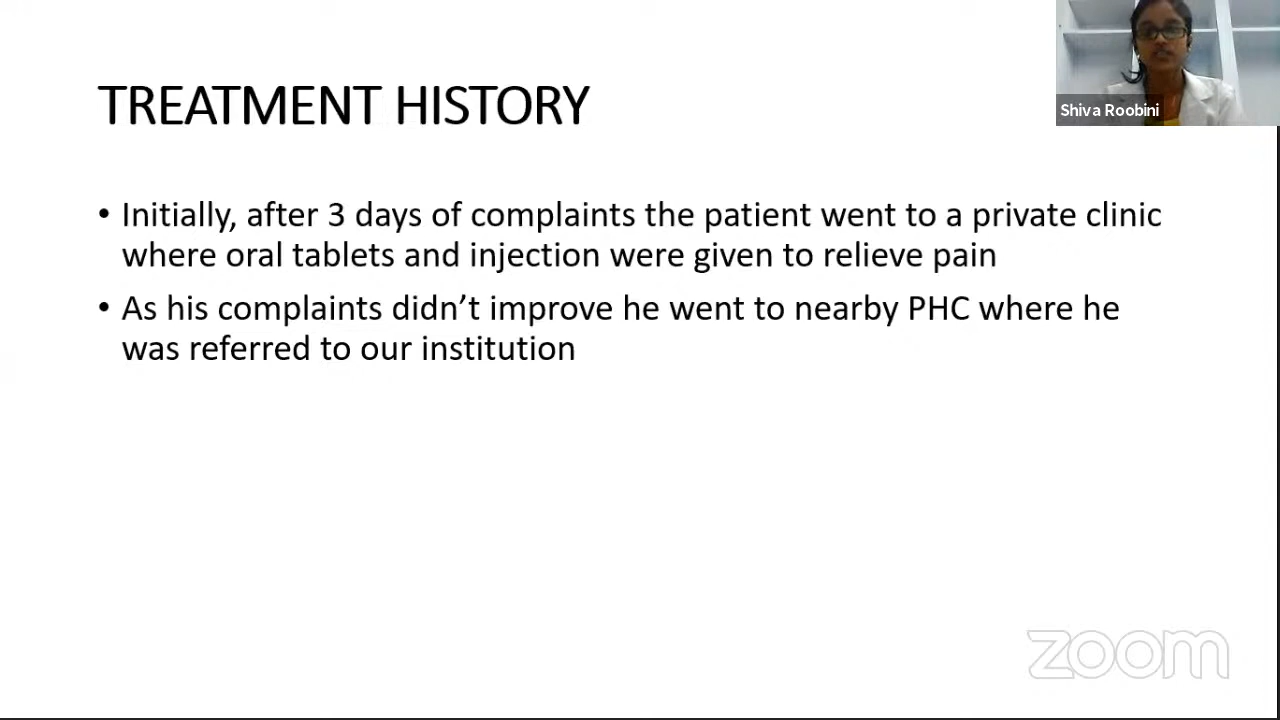 Shiva Roobini
TREATMENT HISTORY
• Initially, after 3 days of complaints the patient went to a private clinic
where oral tablets and injection were given to relieve pain
• As his complaints didn’t improve he went to nearby PHC where he
was referred to our institution
zoom